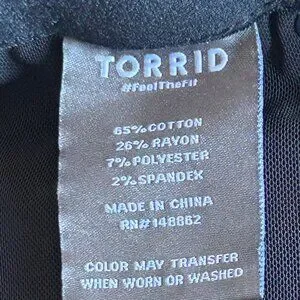 TORRID
#FeelTheFit
65% COTTON
26% RAYON
7% POLYESTER
2% SPANDEX
MADE IN CHINA
RN# 148862
COLOR MAY TRANSFER
WHEN WORN OR WASHED